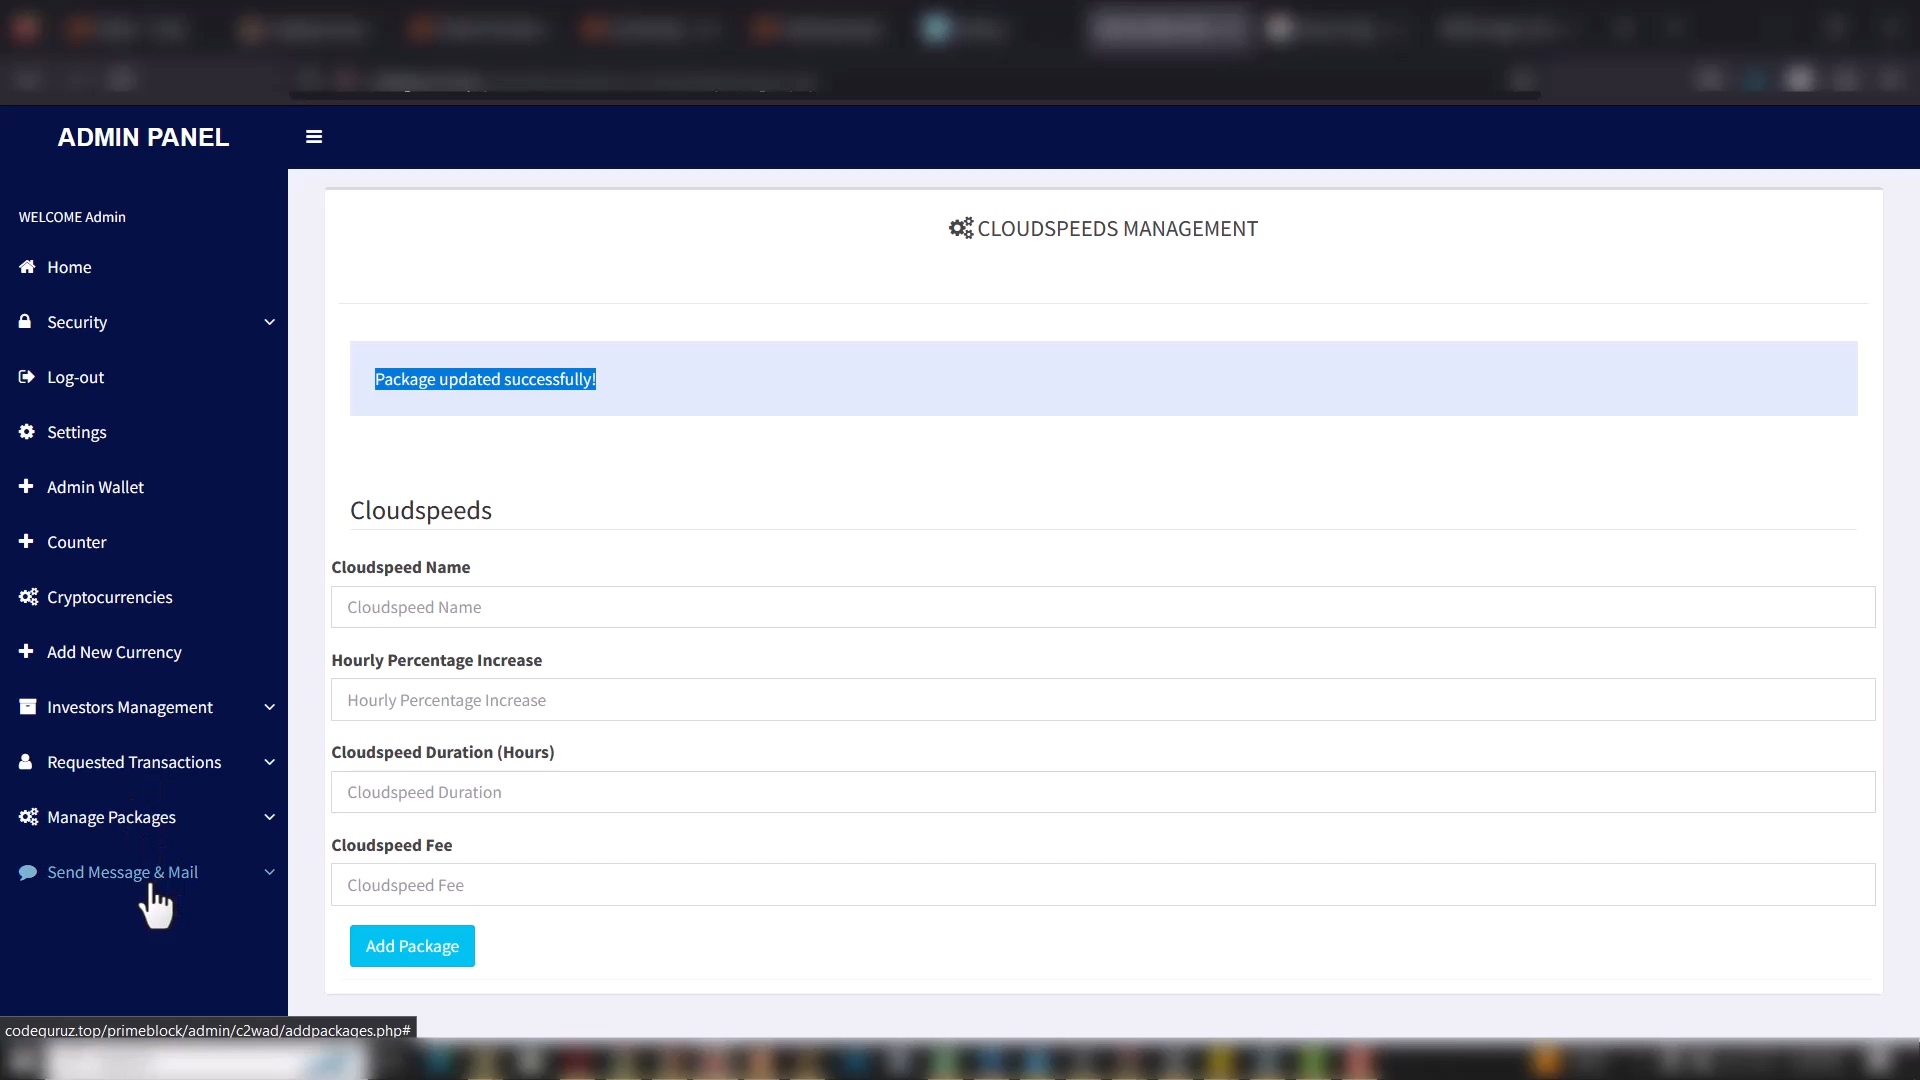 ADMIN PANEL
WELCOME Admin
Home
Security
Log-out
Settings
Admin Wallet
Counter
Cryptocurrencies
Add New Currency
Investors Management
Requested Transactions
Manage Packages
Send Message & Mail
CLOUDSPEEDS MANAGEMENT
Package updated successfully!
Cloudspeeds
Cloudspeed Name
Cloudspeed Name
Hourly Percentage Increase
Hourly Percentage Increase
Cloudspeed Duration (Hours)
Cloudspeed Duration
Cloudspeed Fee
Cloudspeed Fee
Add Package
codeguruz.top/primeblock/admin/c2wad/addpackages.php#